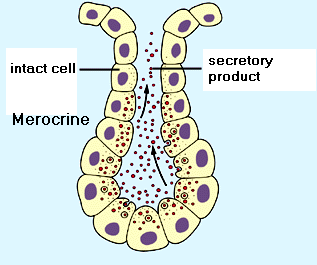 intact cell
secretory
product
Merocrine